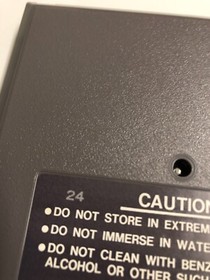 24
CAUTION
• DO NOT STORE IN EXTREM
• DO NOT IMMERSE IN WATE
• DO NOT CLEAN WITH BENZ
ALCOHOL OR OTHER SUCH